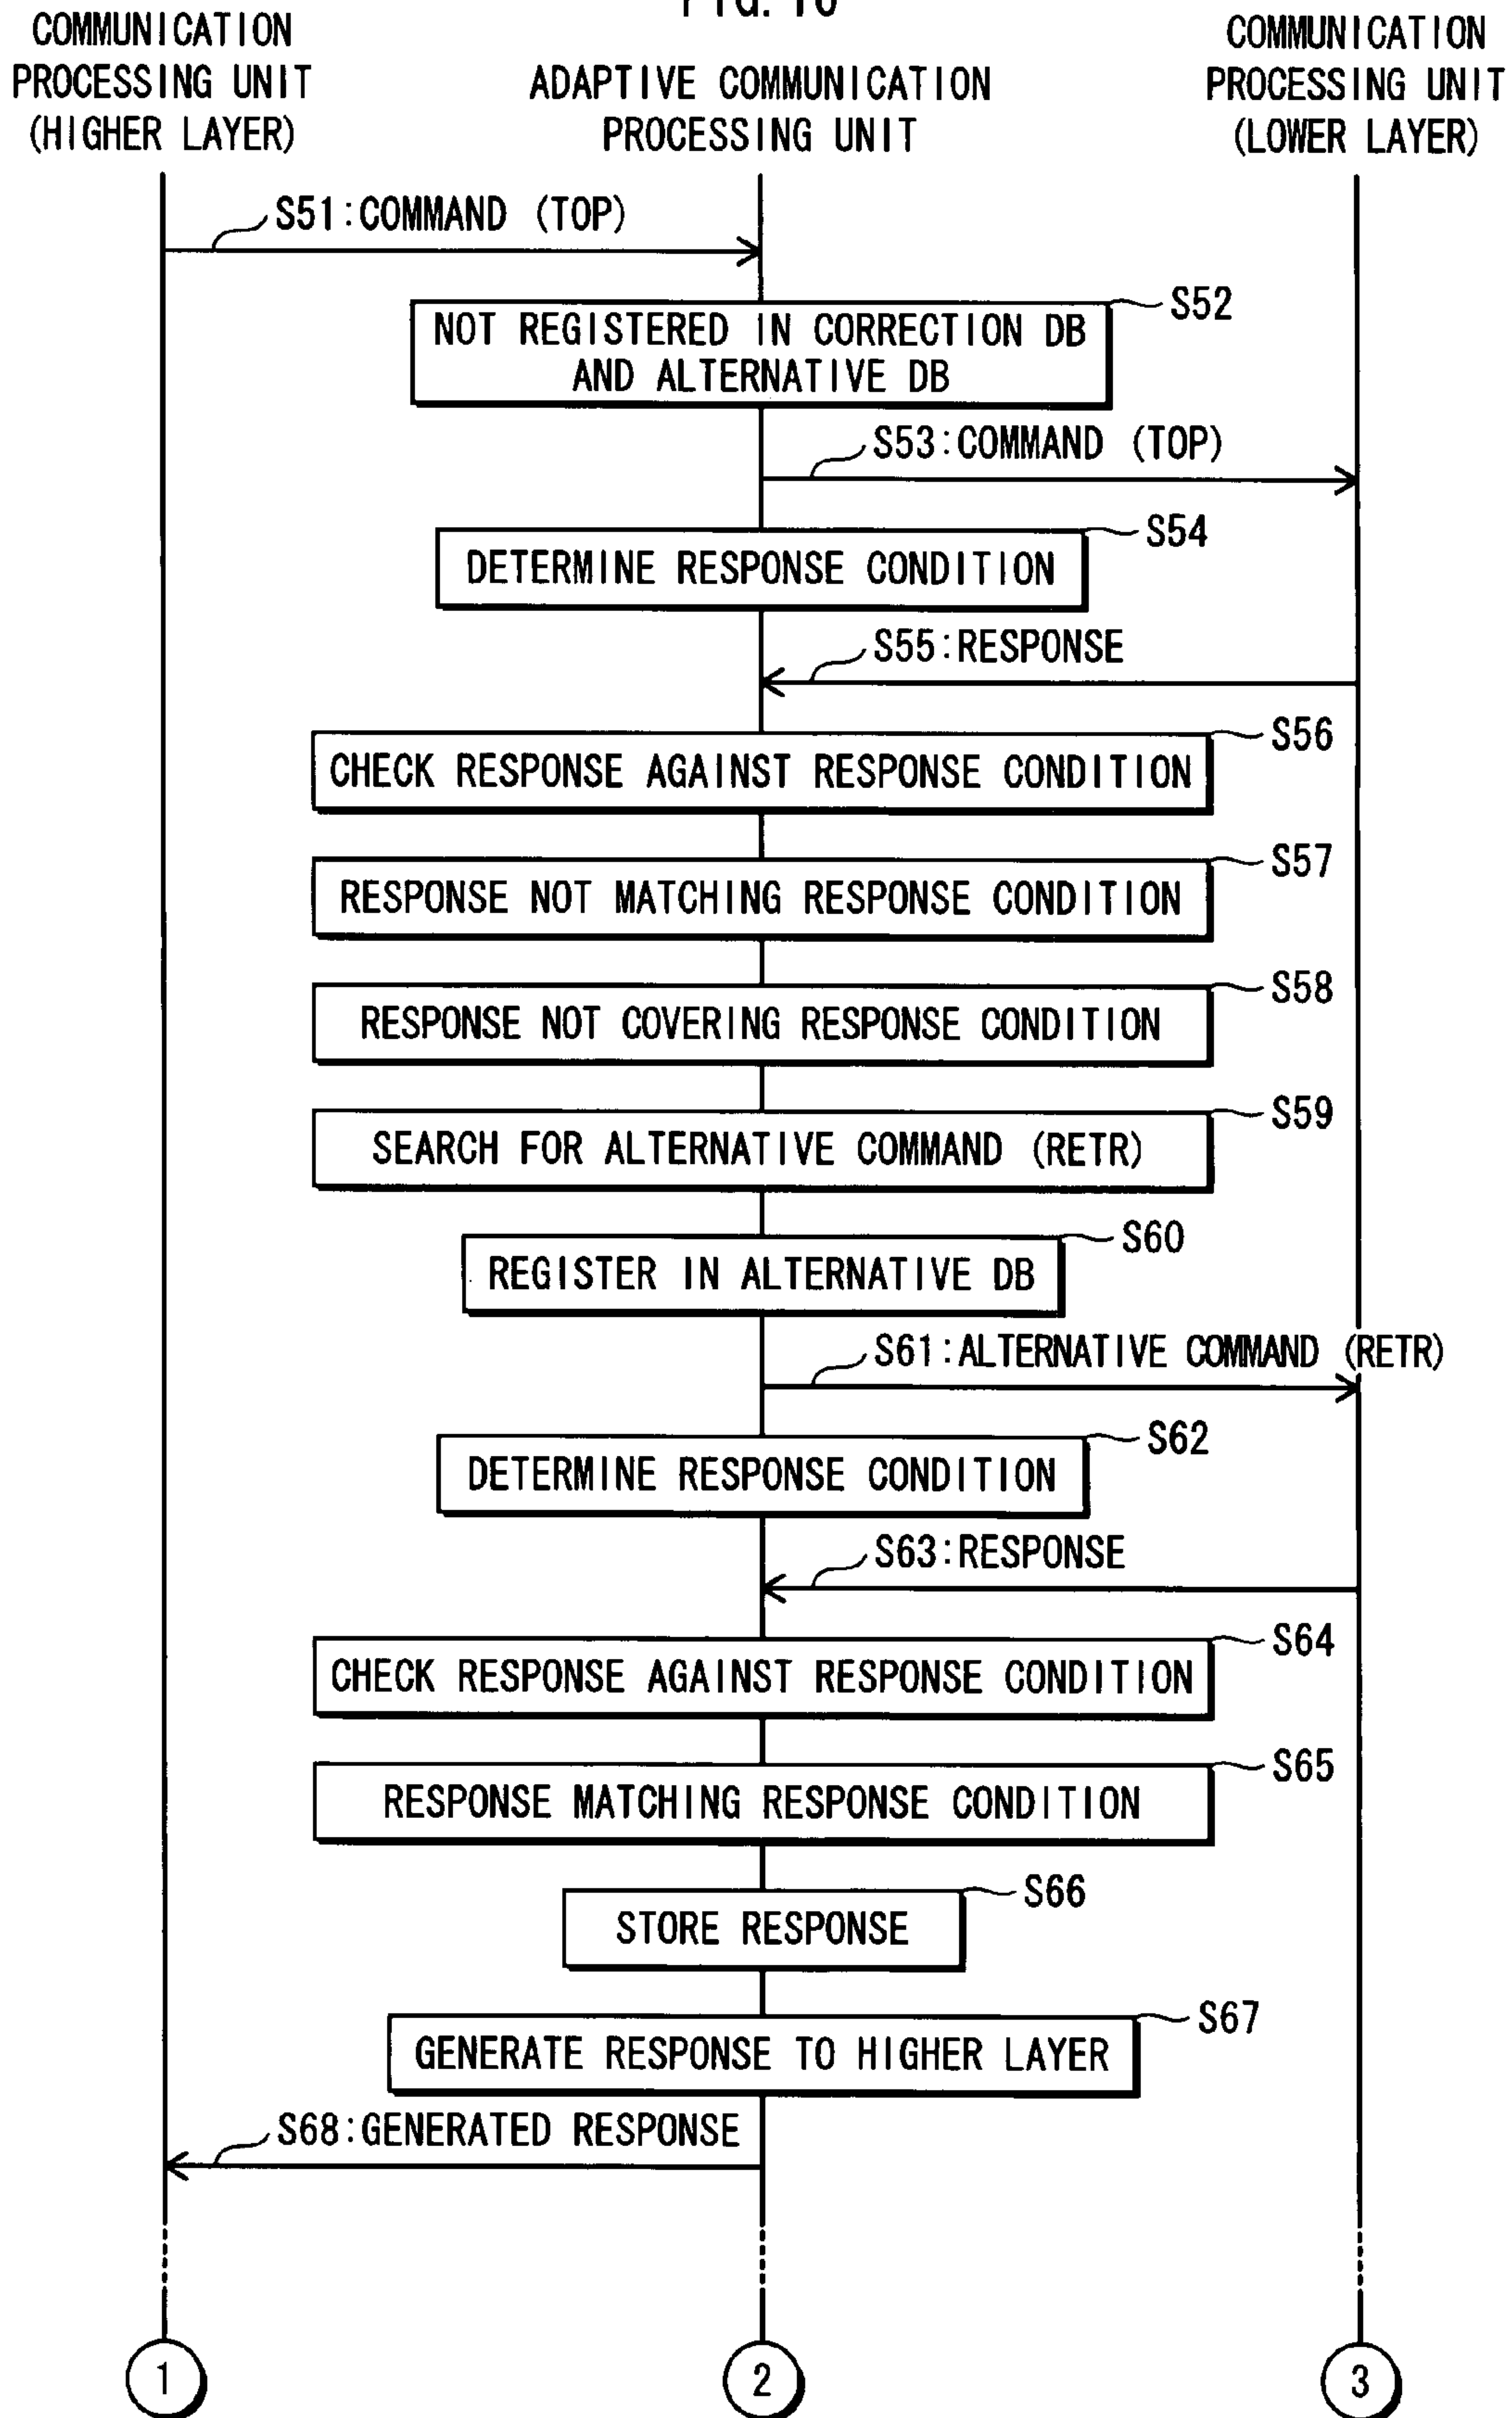 FIG. 10
COMMUNICATION
PROCESSING UNIT
(HIGHER LAYER)
ADAPTIVE COMMUNICATION
PROCESSING UNIT
COMMUNICATION
PROCESSING UNIT
(LOWER LAYER)
S51:COMMAND (TOP)
S52
NOT REGISTERED IN CORRECTION DB
AND ALTERNATIVE DB
S53:COMMAND (TOP)
S54
DETERMINE RESPONSE CONDITION
S55:RESPONSE
S56
CHECK RESPONSE AGAINST RESPONSE CONDITION
S57
RESPONSE NOT MATCHING RESPONSE CONDITION
S58
RESPONSE NOT COVERING RESPONSE CONDITION
S59
SEARCH FOR ALTERNATIVE COMMAND (RETR)
S60
REGISTER IN ALTERNATIVE DB
S61:ALTERNATIVE COMMAND (RETR)
S62
DETERMINE RESPONSE CONDITION
S63:RESPONSE
S64
CHECK RESPONSE AGAINST RESPONSE CONDITION
S65
RESPONSE MATCHING RESPONSE CONDITION
S66
STORE RESPONSE
S67
GENERATE RESPONSE TO HIGHER LAYER
S68:GENERATED RESPONSE
1
2
3